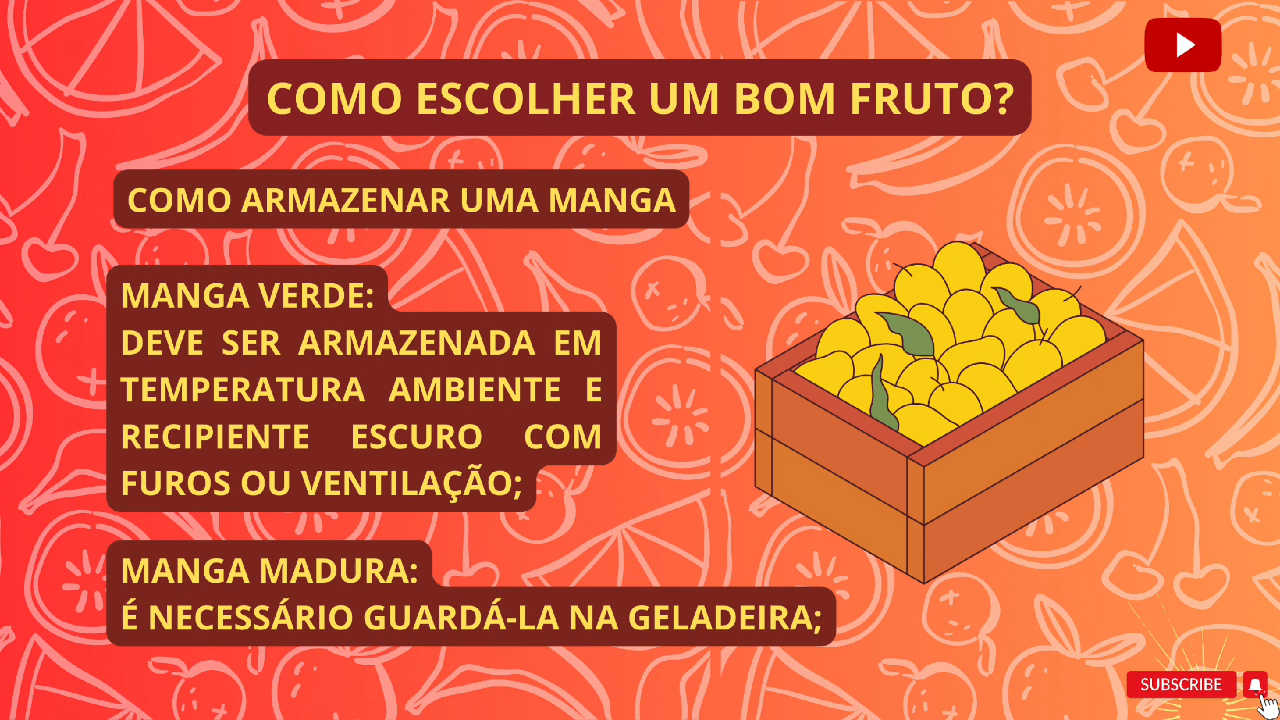 COMO ESCOLHER UM BOM FRUTO?
COMO ARMAZENAR UMA MANGA
MANGA VERDE:
DEVE SER ARMAZENADA EM
TEMPERATURA AMBIENTE E
RECIPIENTE ESCURO COM
FUROS OU VENTILAÇÃO;
MANGA MADURA:
É NECESSÁRIO GUARDÁ-LA NA GELADEIRA;
SUBSCRIBE